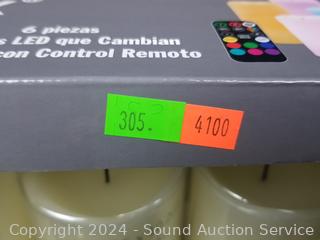 6 piezas
LED que Cambian
con Control Remoto
305.
4100
Copyright © 2024 - Sound Auction Service